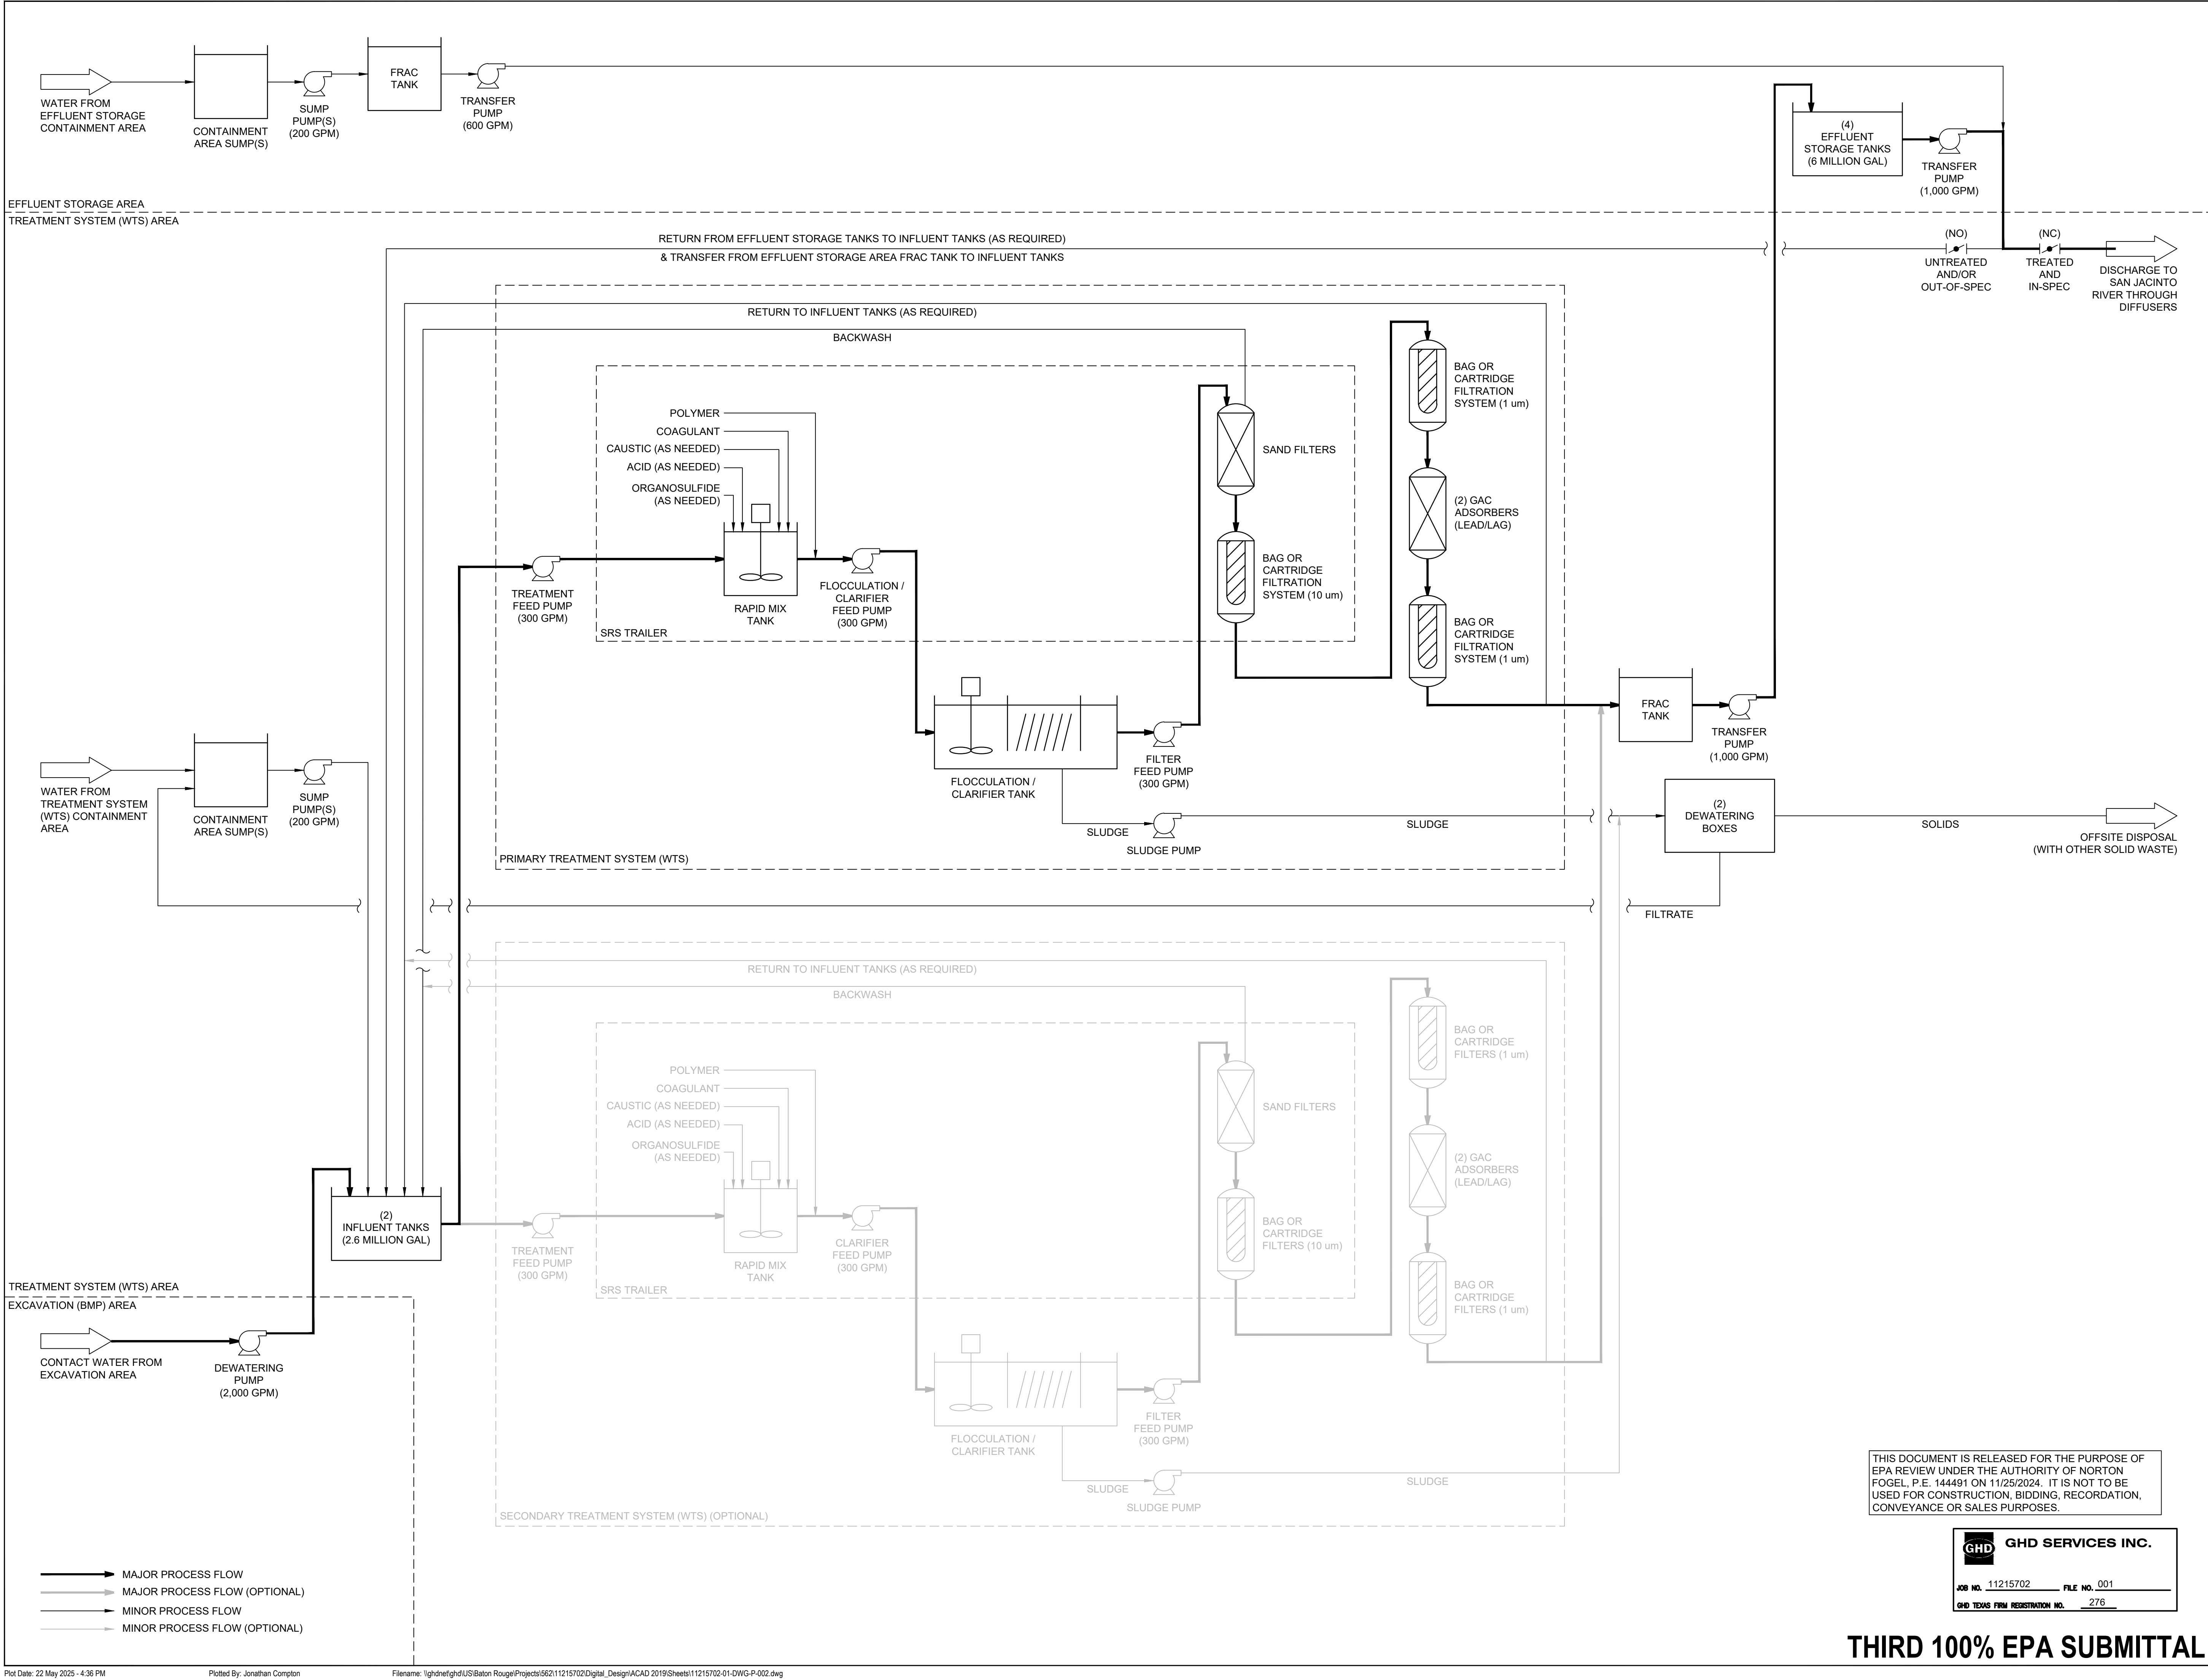 WATER FROM
EFFLUENT STORAGE
CONTAINMENT AREA
CONTAINMENT
AREA SUMP(S)
SUMP
PUMP(S)
(200 GPM)
FRAC
TANK
TRANSFER
PUMP
(600 GPM)
(4)
EFFLUENT
STORAGE TANKS
(6 MILLION GAL)
TRANSFER
PUMP
(1,000 GPM)
EFFLUENT STORAGE AREA
TREATMENT SYSTEM (WTS) AREA
RETURN FROM EFFLUENT STORAGE TANKS TO INFLUENT TANKS (AS REQUIRED)
& TRANSFER FROM EFFLUENT STORAGE AREA FRAC TANK TO INFLUENT TANKS
(NO)
UNTREATED
AND/OR
OUT-OF-SPEC
(NC)
TREATED
AND
IN-SPEC
DISCHARGE TO
SAN JACINTO
RIVER THROUGH
DIFFUSERS
RETURN TO INFLUENT TANKS (AS REQUIRED)
BACKWASH
POLYMER
COAGULANT
CAUSTIC (AS NEEDED)
ACID (AS NEEDED)
ORGANOSULFIDE
(AS NEEDED)
TREATMENT
FEED PUMP
(300 GPM)
RAPID MIX
TANK
FLOCCULATION /
CLARIFIER
FEED PUMP
(300 GPM)
SRS TRAILER
SAND FILTERS
BAG OR
CARTRIDGE
FILTRATION
SYSTEM (10 um)
BAG OR
CARTRIDGE
FILTRATION
SYSTEM (1 um)
(2) GAC
ADSORBERS
(LEAD/LAG)
BAG OR
CARTRIDGE
FILTRATION
SYSTEM (1 um)
FLOCCULATION /
CLARIFIER TANK
FILTER
FEED PUMP
(300 GPM)
SLUDGE
SLUDGE PUMP
SLUDGE
PRIMARY TREATMENT SYSTEM (WTS)
FRAC
TANK
TRANSFER
PUMP
(1,000 GPM)
(2)
DEWATERING
BOXES
SOLIDS
OFFSITE DISPOSAL
(WITH OTHER SOLID WASTE)
FILTRATE
WATER FROM
TREATMENT SYSTEM
(WTS) CONTAINMENT
AREA
CONTAINMENT
AREA SUMP(S)
SUMP
PUMP(S)
(200 GPM)
RETURN TO INFLUENT TANKS (AS REQUIRED)
BACKWASH
POLYMER
COAGULANT
CAUSTIC (AS NEEDED)
ACID (AS NEEDED)
ORGANOSULFIDE
(AS NEEDED)
TREATMENT
FEED PUMP
(300 GPM)
RAPID MIX
TANK
CLARIFIER
FEED PUMP
(300 GPM)
SRS TRAILER
SAND FILTERS
BAG OR
CARTRIDGE
FILTERS (10 um)
BAG OR
CARTRIDGE
FILTERS (1 um)
(2) GAC
ADSORBERS
(LEAD/LAG)
BAG OR
CARTRIDGE
FILTERS (1 um)
FLOCCULATION /
CLARIFIER TANK
FILTER
FEED PUMP
(300 GPM)
SLUDGE
SLUDGE PUMP
SLUDGE
SECONDARY TREATMENT SYSTEM (WTS) (OPTIONAL)
(2)
INFLUENT TANKS
(2.6 MILLION GAL)
TREATMENT SYSTEM (WTS) AREA
EXCAVATION (BMP) AREA
CONTACT WATER FROM
EXCAVATION AREA
DEWATERING
PUMP
(2,000 GPM)
MAJOR PROCESS FLOW
MAJOR PROCESS FLOW (OPTIONAL)
MINOR PROCESS FLOW
MINOR PROCESS FLOW (OPTIONAL)
THIS DOCUMENT IS RELEASED FOR THE PURPOSE OF
EPA REVIEW UNDER THE AUTHORITY OF NORTON
FOGEL, P.E. 144491 ON 11/25/2024. IT IS NOT TO BE
USED FOR CONSTRUCTION, BIDDING, RECORDATION,
CONVEYANCE OR SALES PURPOSES.
GHD GHD SERVICES INC.
JOB NO. 11215702 FILE NO. 001
GHD TEXAS FIRM REGISTRATION NO. 276
THIRD 100% EPA SUBMITTAL
Plot Date: 22 May 2025 - 4:36 PM Plotted By: Jonathan Compton Filename: \\ghdnet\ghd\US\Baton Rouge\Projects\562\11215702\Digital_Design\ACAD 2019\Sheets\11215702-01-DWG-P-002.dwg